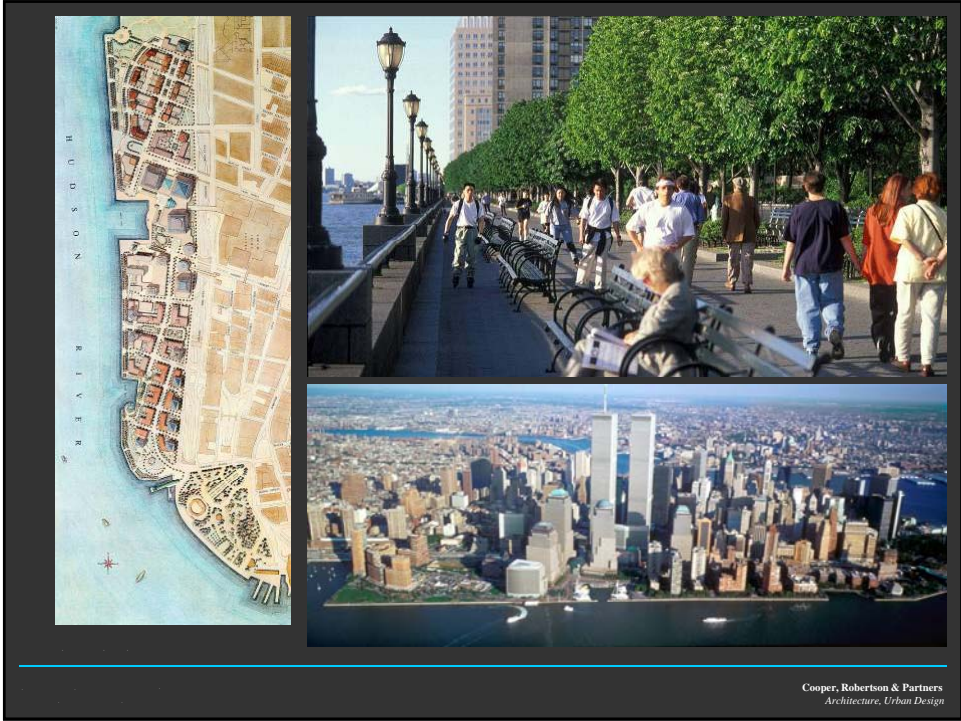 HUDSON
RIVER
Cooper, Robertson & Partners
Architecture, Urban Design